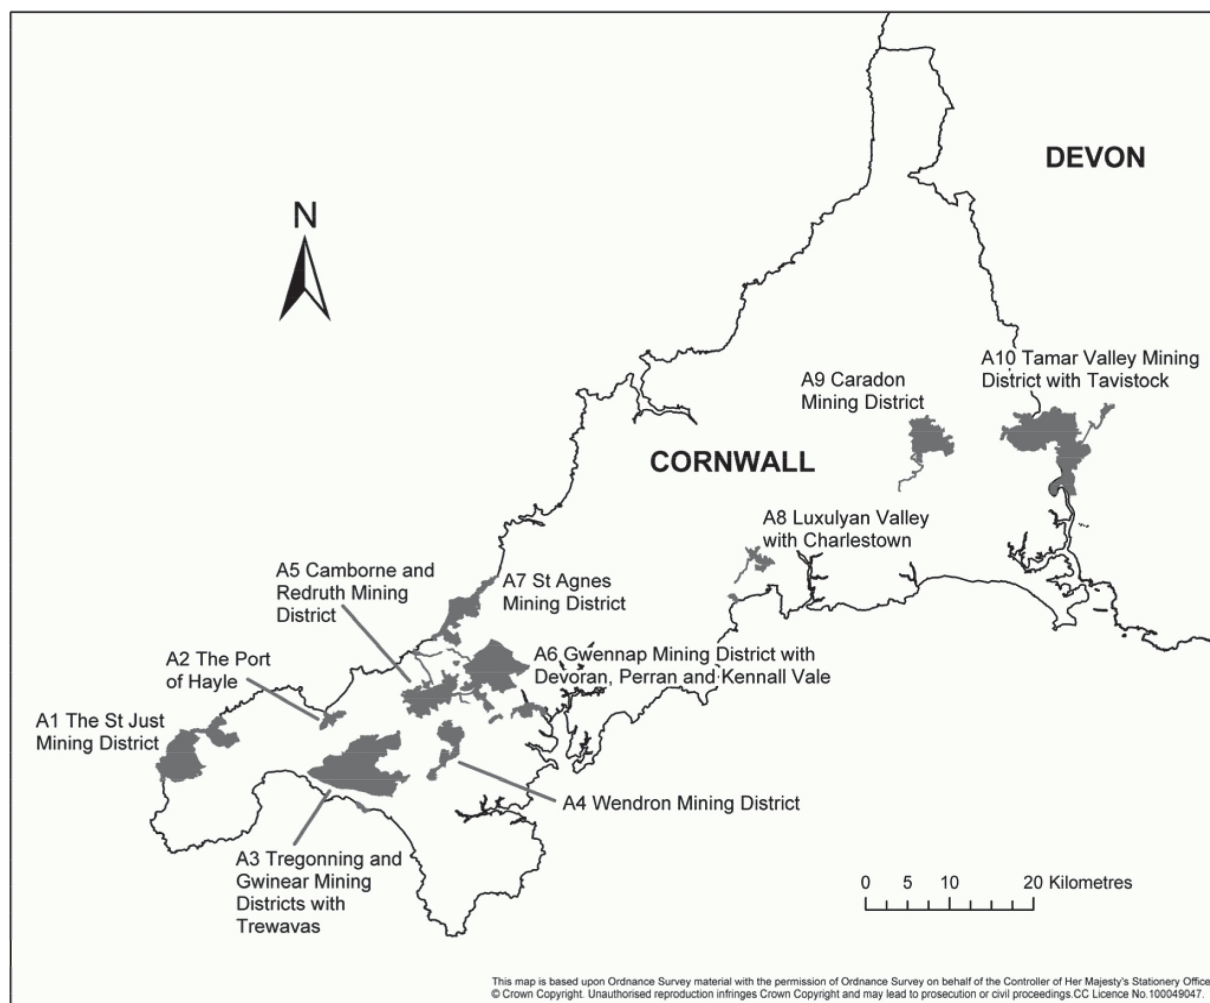 DEVON
N
A10 Tamar Valley Mining
District with Tavistock
A9 Caradon
Mining District
CORNWALL
A8 Luxulyan Valley
with Charlestown
A5 Camborne and
Redruth Mining
District
A7 St Agnes
Mining District
A2 The Port
of Hayle
A6 Gwennap Mining District with
Devoran, Perran and Kennall Vale
A1 The St Just
Mining District
A4 Wendron Mining District
A3 Tregonning and
Gwinear Mining
Districts with
Trewavas
0 5 10 20 Kilometres
This map is based upon Ordnance Survey material with the permission of Ordnance Survey on behalf of the Controller of Her Majesty's Stationery Office
© Crown Copyright. Unauthorised reproduction infringes Crown Copyright and may lead to prosecution or civil proceedings.CC Licence No.100049047.